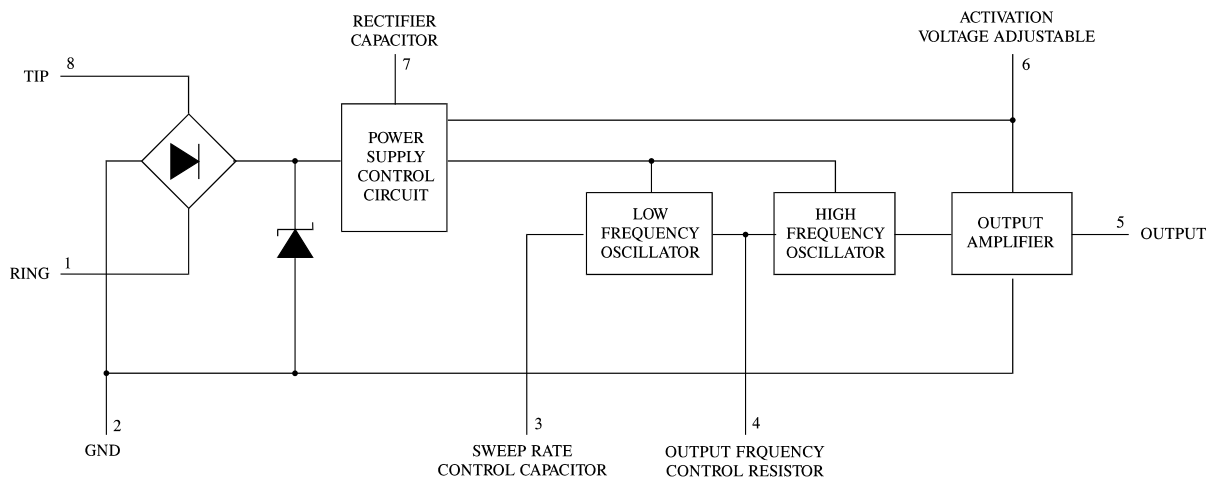 RECTIFIER
CAPACITOR
7
ACTIVATION
VOLTAGE ADJUSTABLE
6
TIP
8
POWER
SUPPLY
CONTROL
CIRCUIT
LOW
FREQUENCY
OSCILLATOR
HIGH
FREQUENCY
OSCILLATOR
OUTPUT
AMPLIFIER
5
OUTPUT
RING
1
2
GND
3
SWEEP RATE
CONTROL CAPACITOR
4
OUTPUT FRQUENCY
CONTROL RESISTOR